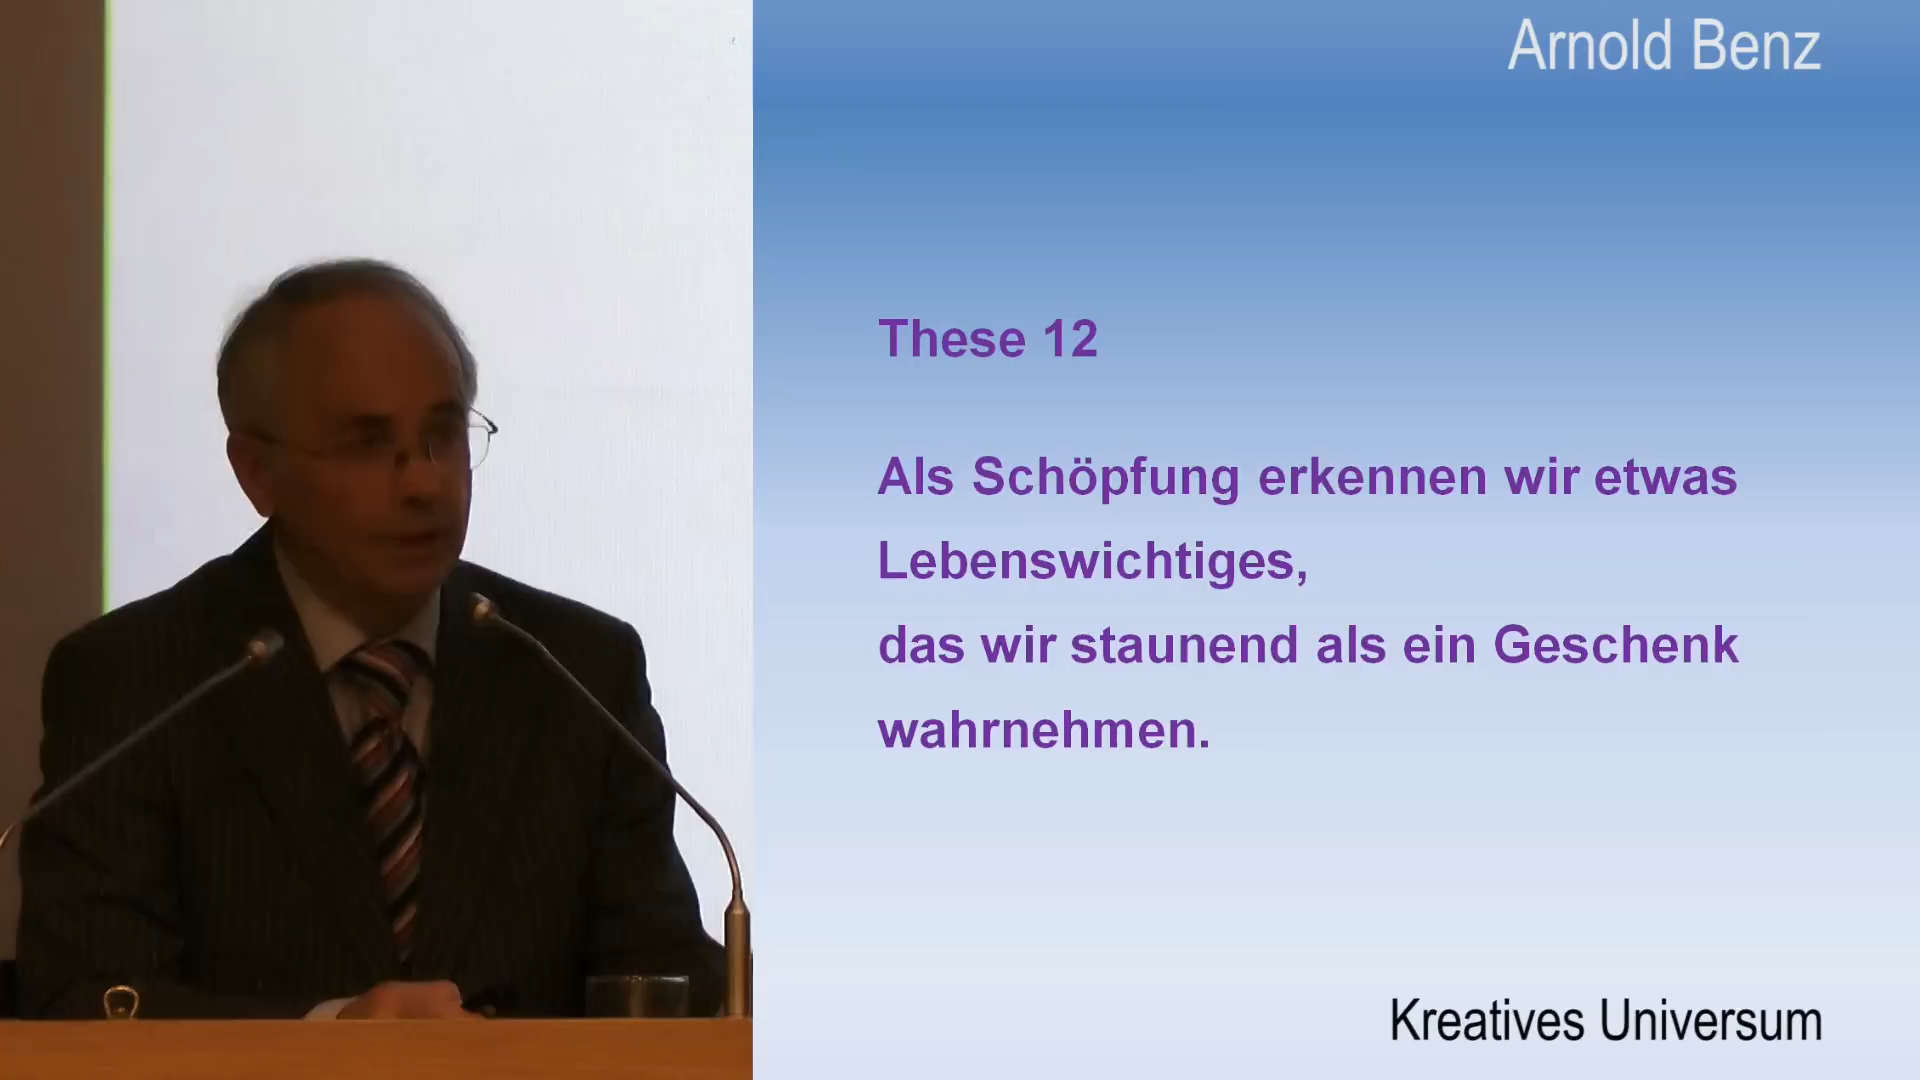 Arnold Benz
These 12
Als Schöpfung erkennen wir etwas
Lebenswichtiges,
das wir staunend als ein Geschenk
wahrnehmen.
Kreatives Universum